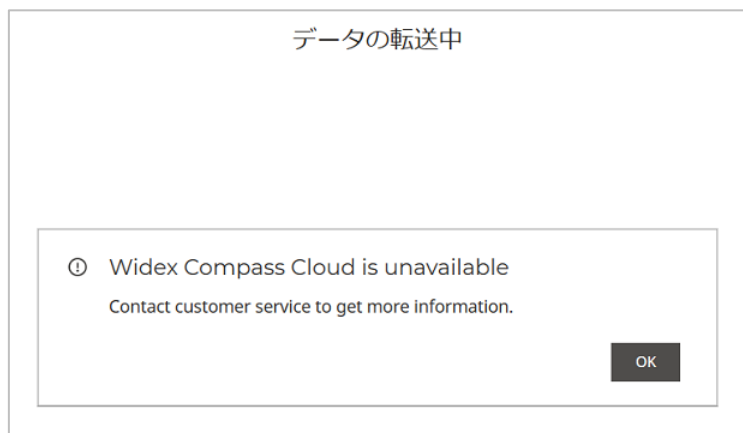 データの転送中
Widex Compass Cloud is unavailable
Contact customer service to get more information.
OK